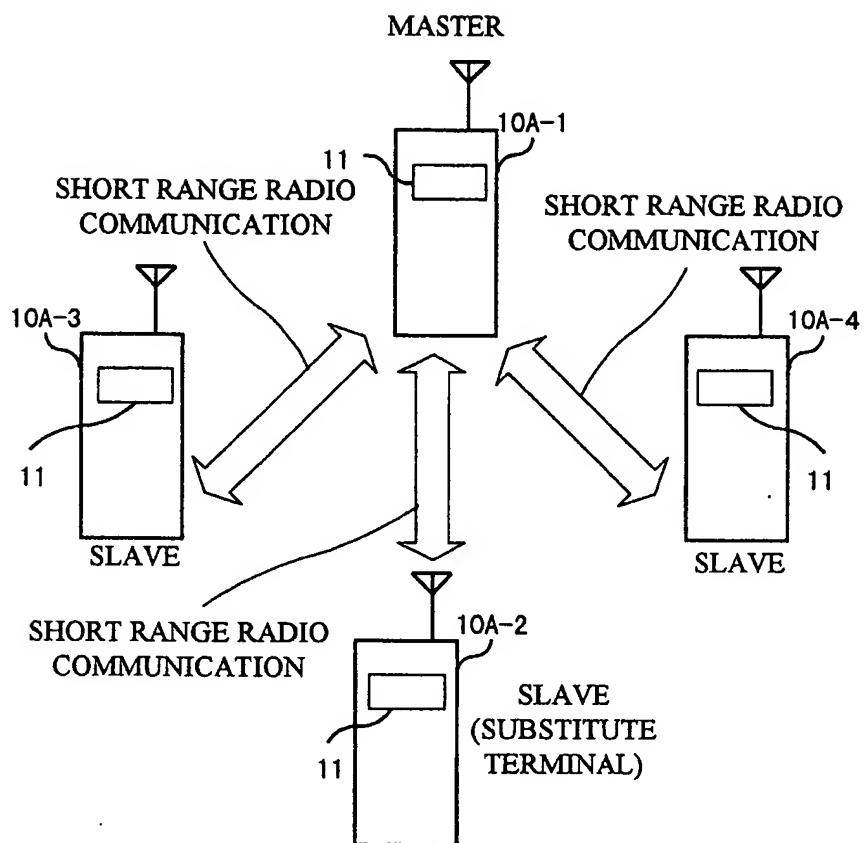 MASTER
10A-1
11
SHORT RANGE RADIO
COMMUNICATION
SHORT RANGE RADIO
COMMUNICATION
10A-3
10A-4
11
11
SLAVE
SLAVE
SHORT RANGE RADIO
COMMUNICATION
10A-2
11
SLAVE
(SUBSTITUTE
TERMINAL)